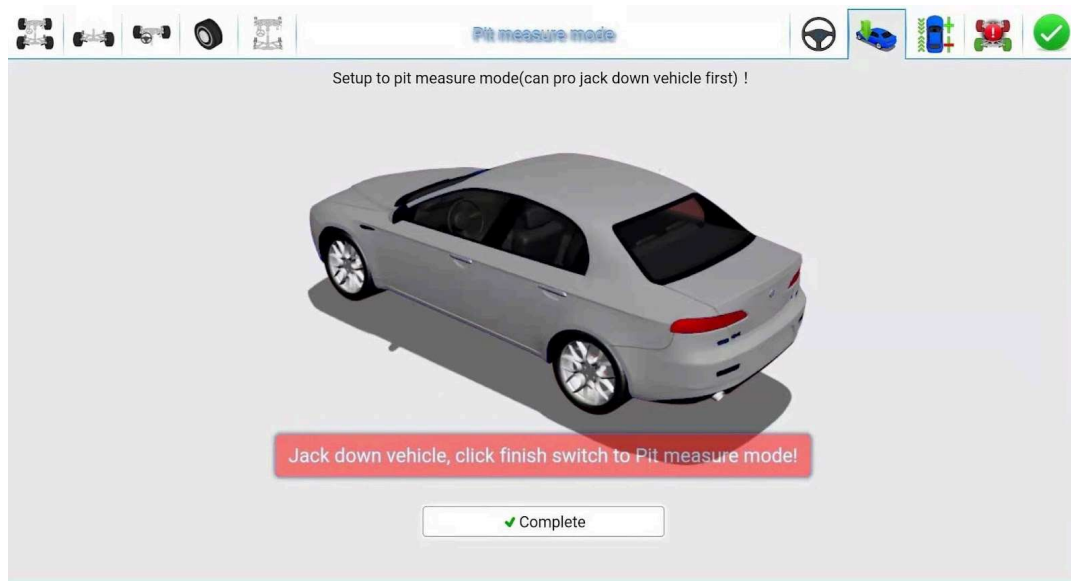 Pit measure mode
Setup to pit measure mode(can pro jack down vehicle first)！
Jack down vehicle, click finish switch to Pit measure mode!
Complete